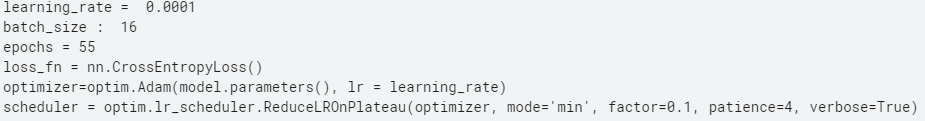 learning_rate =  0.0001
batch_size :  16
epochs = 55
loss_fn = nn.CrossEntropyLoss()
optimizer=optim.Adam(model.parameters(), lr = learning_rate)
scheduler = optim.lr_scheduler.ReduceLROnPlateau(optimizer, mode='min', factor=0.1, patience=4, verbose=True)